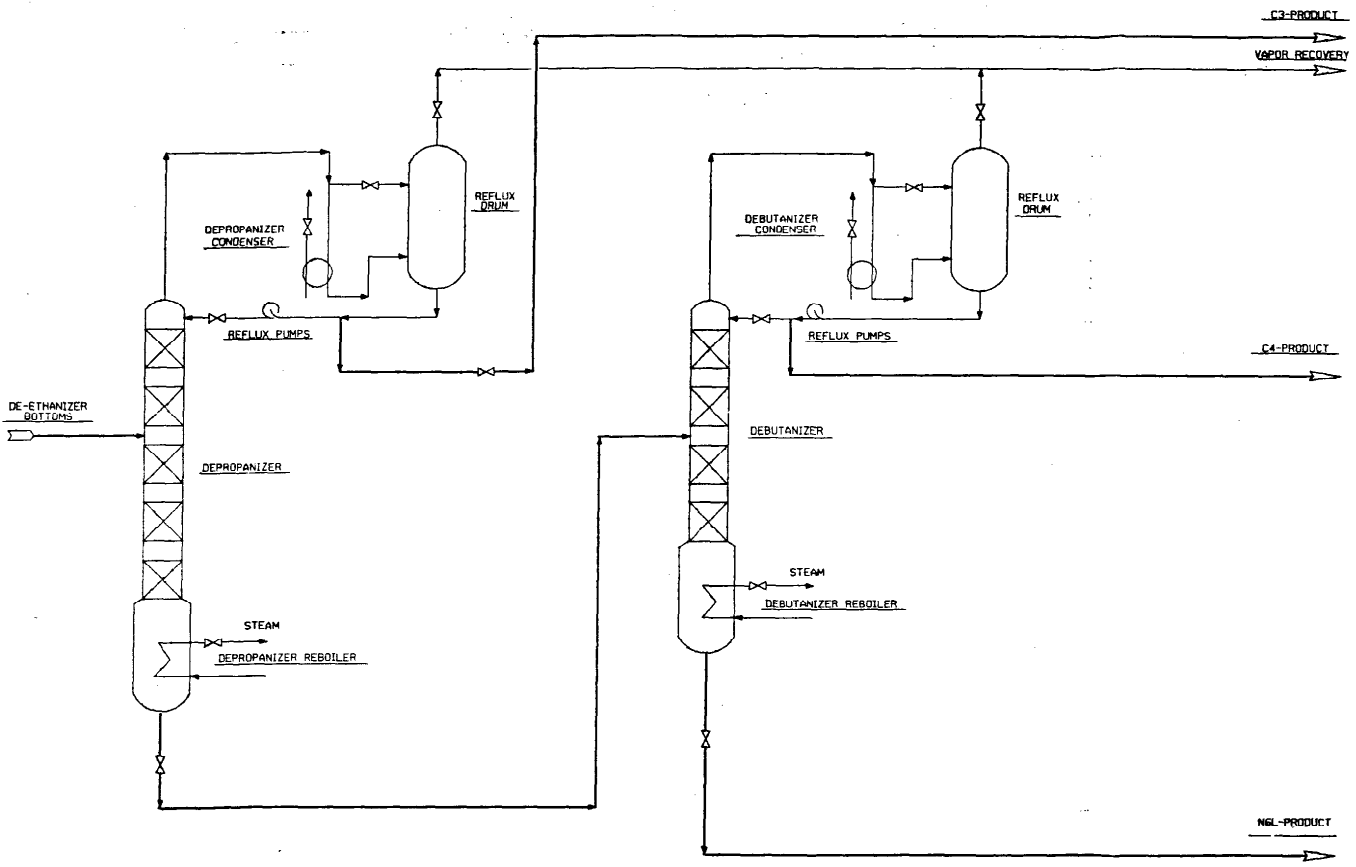 C3-PRODUCT
VAPOR RECOVERY
REFLUX
DRUM
DEPROPANIZER
CONDENSER
REFLUX PUMPS
REFLUX
DRUM
DEBUTANIZER
CONDENSER
REFLUX PUMPS
C4-PRODUCT
DE-ETHANIZER
BOTTOMS
DEPROPANIZER
DEBUTANIZER
STEAM
DEBUTANIZER REBOILER
STEAM
DEPROPANIZER REBOILER
NGL-PRODUCT